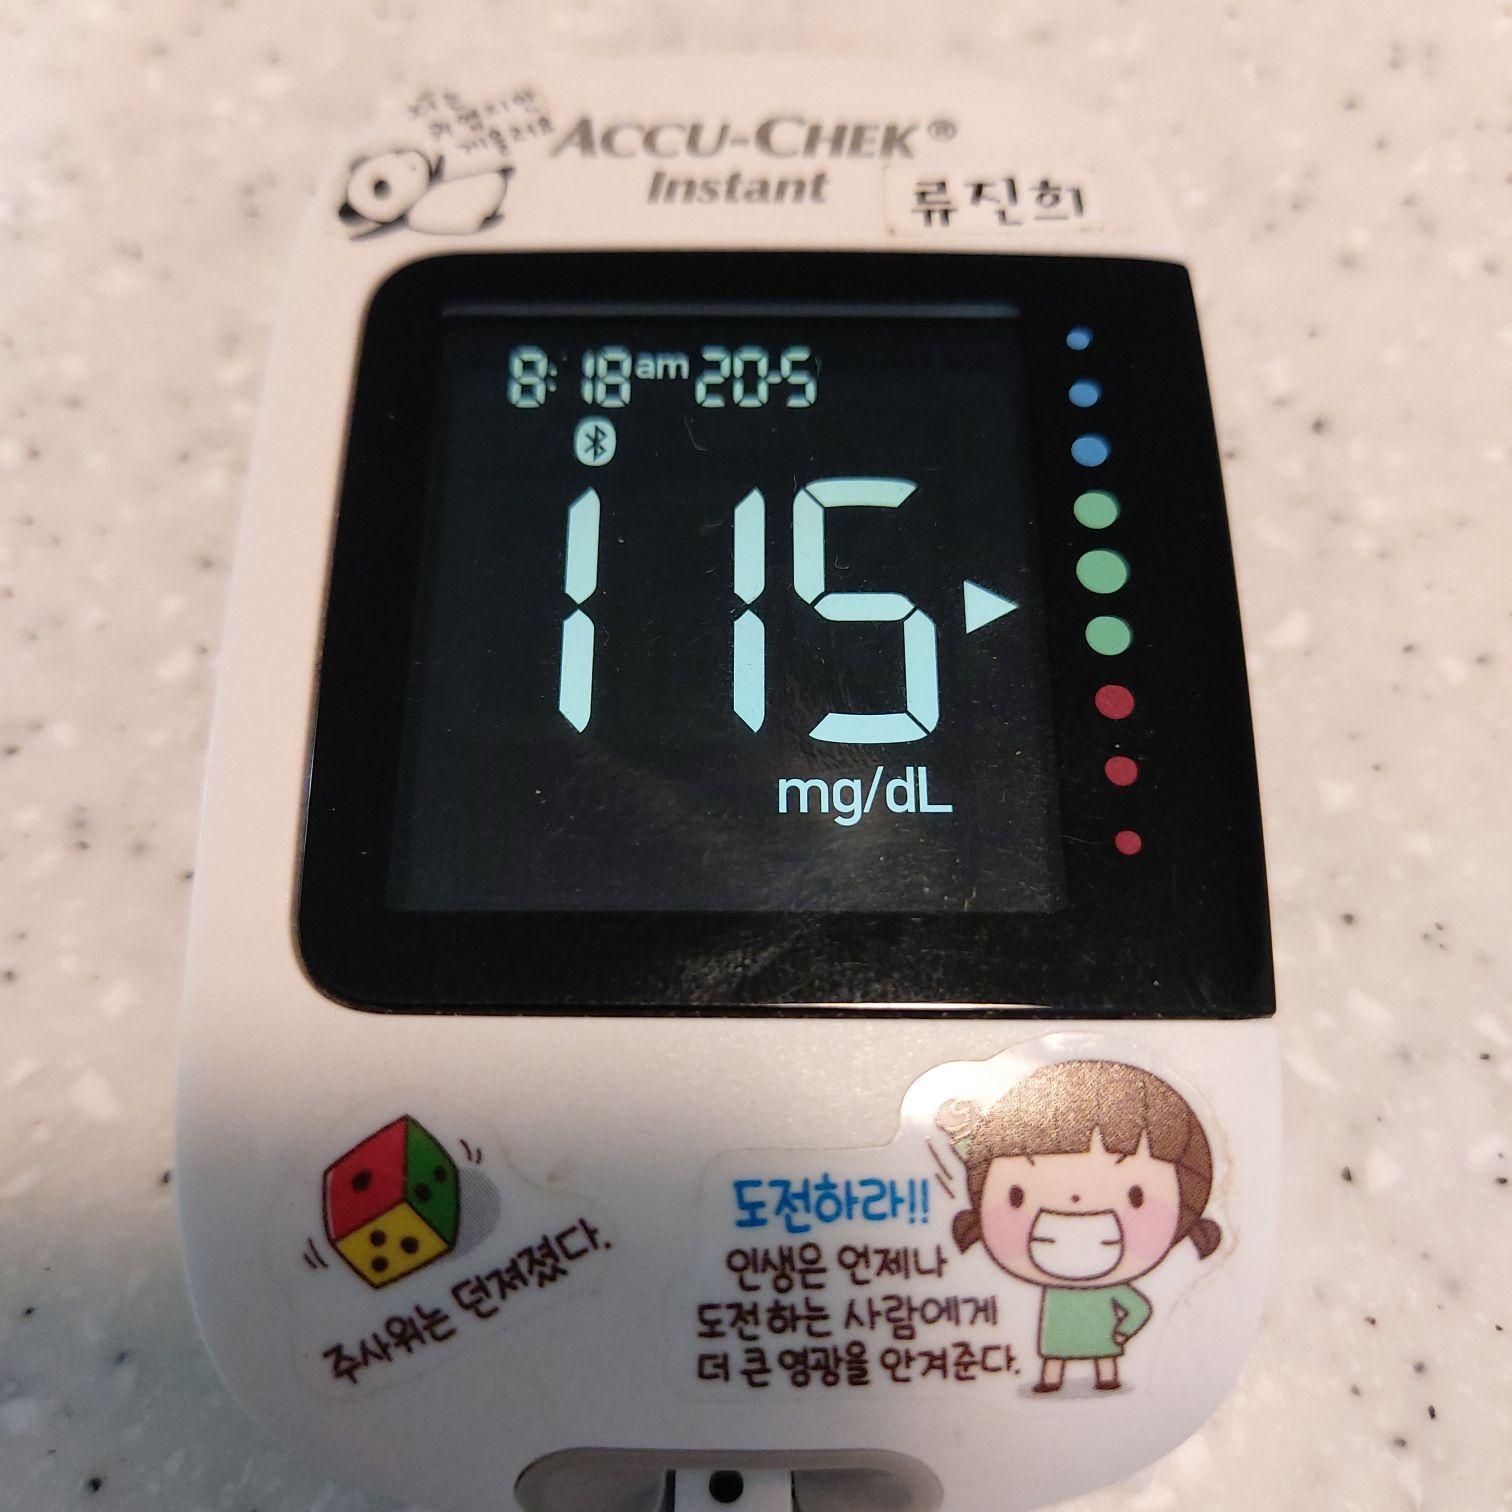 ACCU-CHEK®
Instant
류진희
8:18am 20-5
115
mg/dL
주사위는 던져졌다.
도전하라!!
인생은 언제나
도전하는 사람에게
더 큰 영광을 안겨준다.